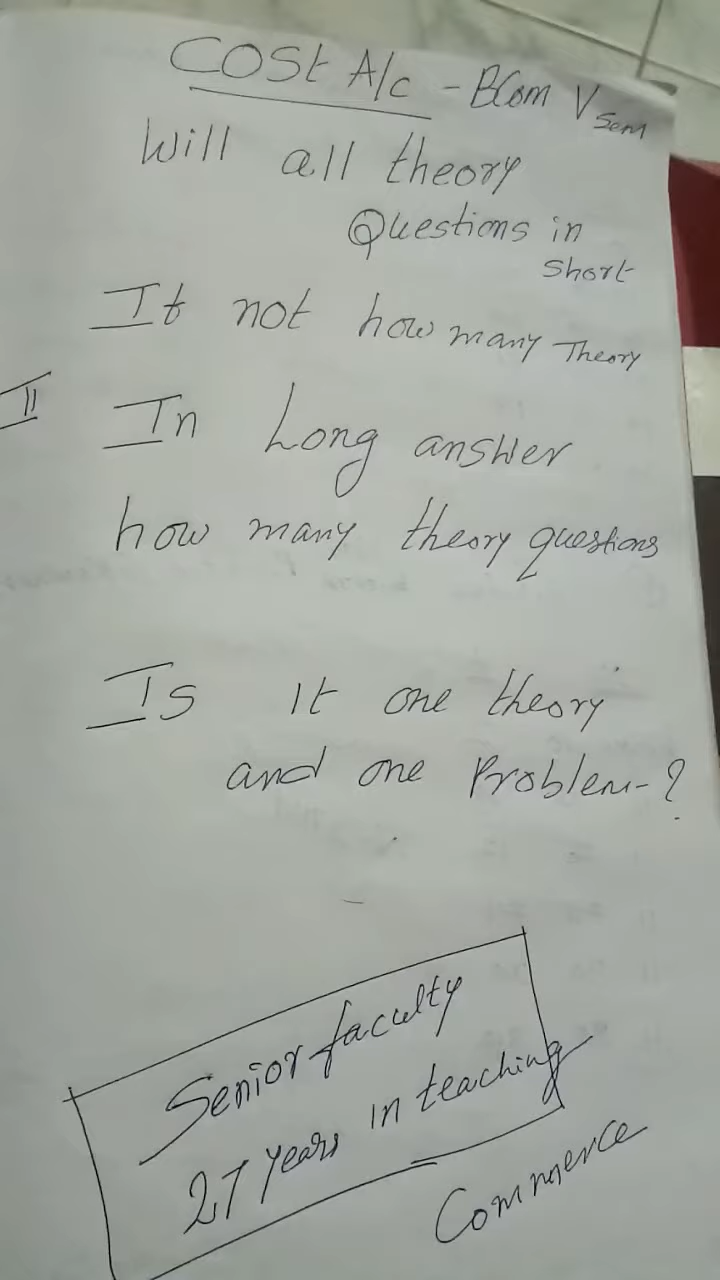 COSt A/c - BCom V Sem
Will all theory
Questions in
Short
If not how many Theory
II In Long answer
how many theory questions
Is it one theory
and one Problem-?
Senior faculty
27 years in teaching
Commerce